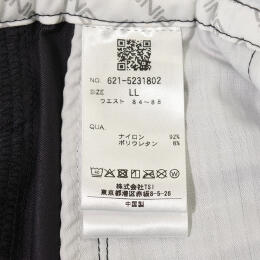 NO. 621-5231802
SIZE LL
ウエスト 84～88
QUA.
ナイロン 92%
ポリウレタン 8%
株式会社TSI
東京都港区赤坂8-5-26
中国製